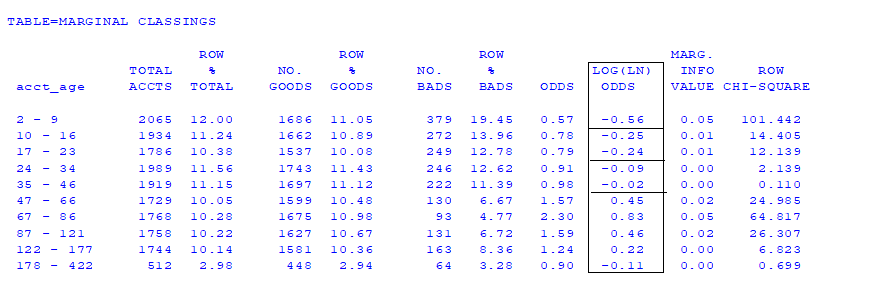 TABLE=MARGINAL CLASSINGS
ROW ROW ROW MARG.
TOTAL % NO. % NO. % LOG(LN) INFO ROW
acct_age ACCTS TOTAL GOODS GOODS BADS BADS ODDS ODDS VALUE CHI-SQUARE
2 - 9 2065 12.00 1686 11.05 379 19.45 0.57 -0.56 0.05 101.442
10 - 16 1934 11.24 1662 10.89 272 13.96 0.78 -0.25 0.01 14.405
17 - 23 1786 10.38 1537 10.08 249 12.78 0.79 -0.24 0.01 12.139
24 - 34 1989 11.56 1743 11.43 246 12.62 0.91 -0.09 0.00 2.139
35 - 46 1919 11.15 1697 11.12 222 11.39 0.98 -0.02 0.00 0.110
47 - 66 1729 10.05 1599 10.48 130 6.67 1.57 0.45 0.02 24.985
67 - 86 1768 10.28 1675 10.98 93 4.77 2.30 0.83 0.05 64.817
87 - 121 1758 10.22 1627 10.67 131 6.72 1.59 0.46 0.02 26.307
122 - 177 1744 10.14 1581 10.36 163 8.36 1.24 0.22 0.00 6.823
178 - 422 512 2.98 448 2.94 64 3.28 0.90 -0.11 0.00 0.699